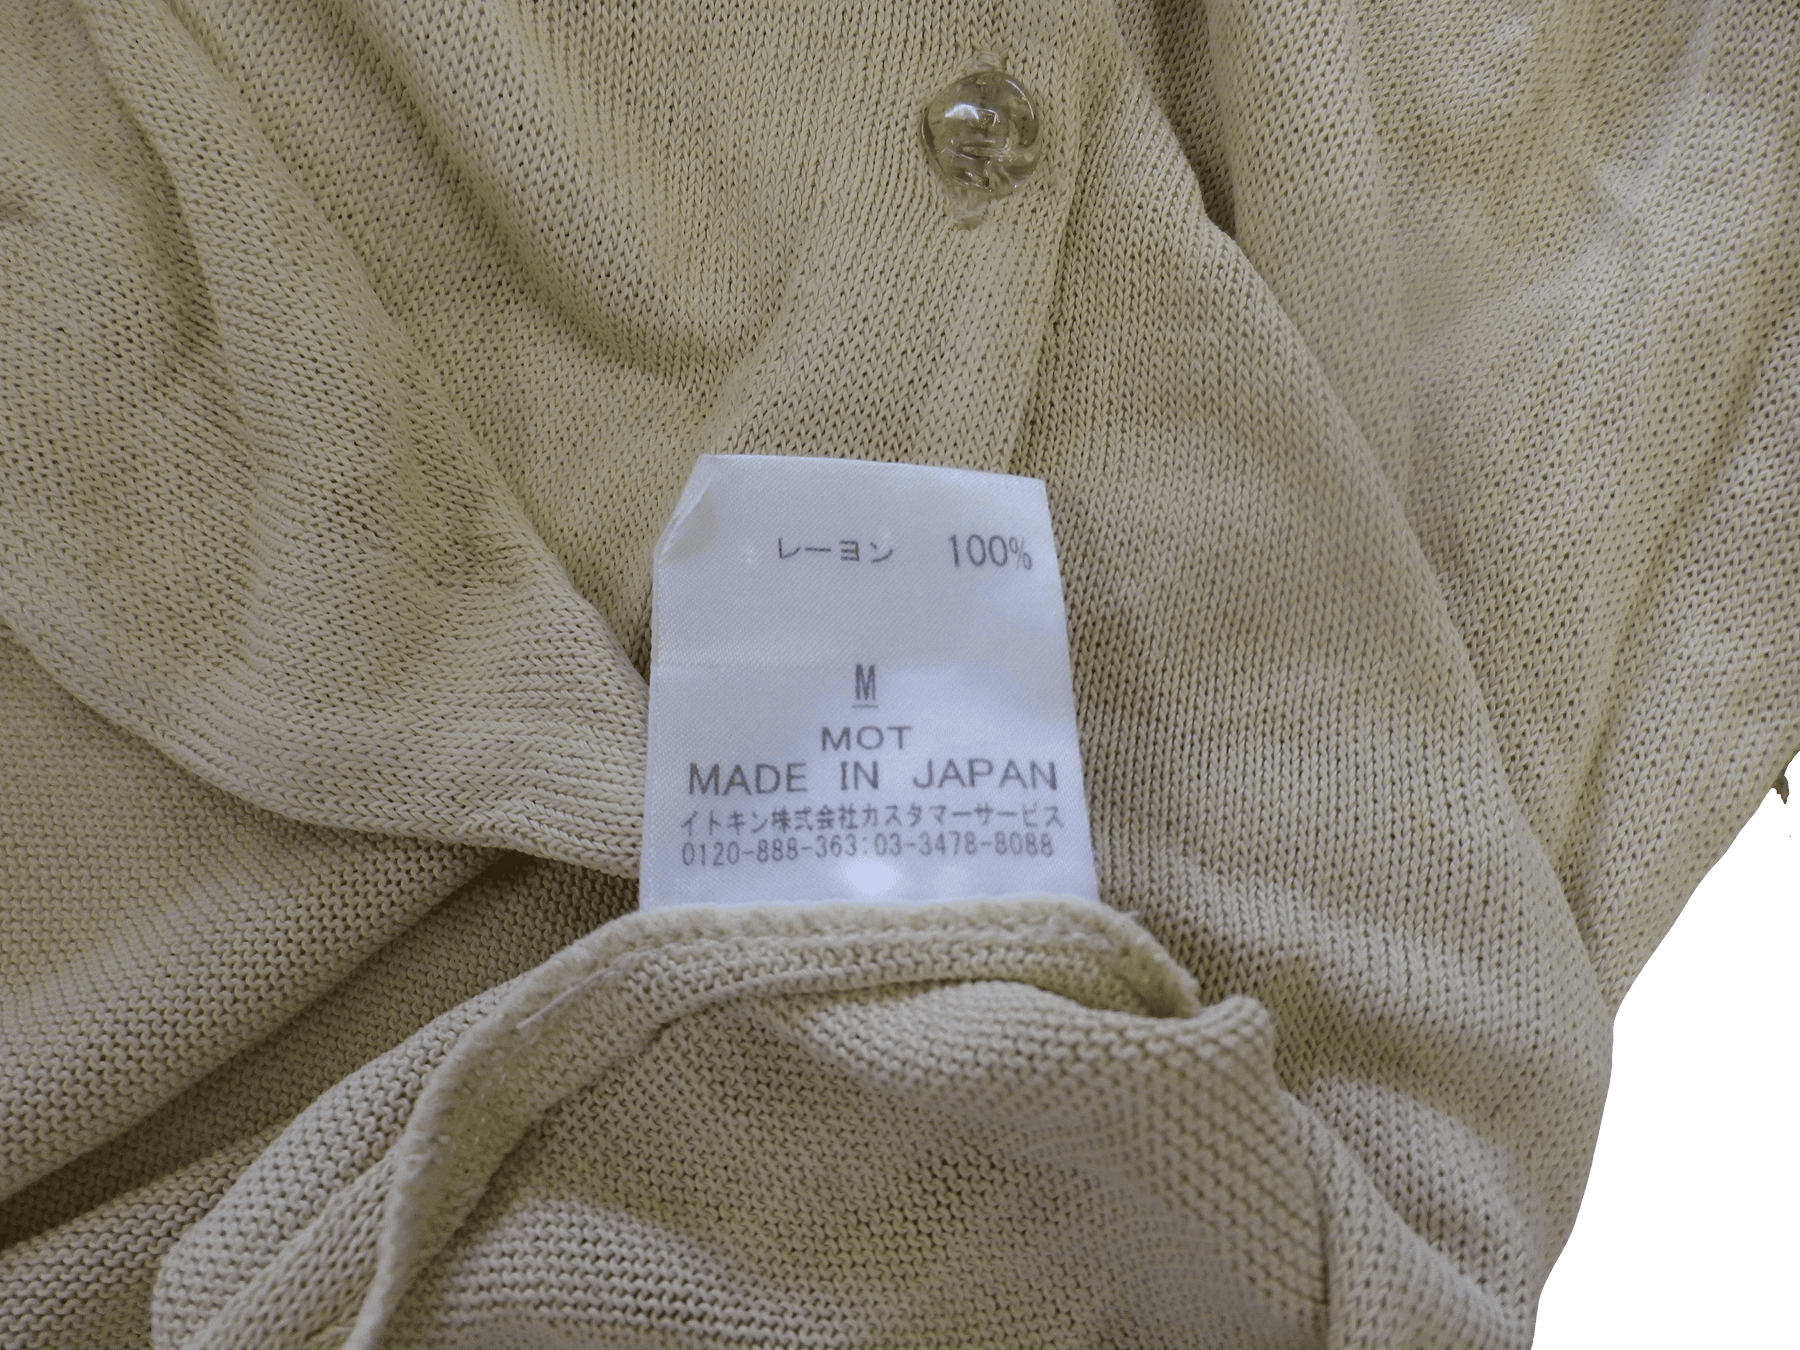 レーヨン 100%
M
MOT
MADE IN JAPAN
イトキン株式会社カスタマーサービス
0120-888-363:03-3478-8088